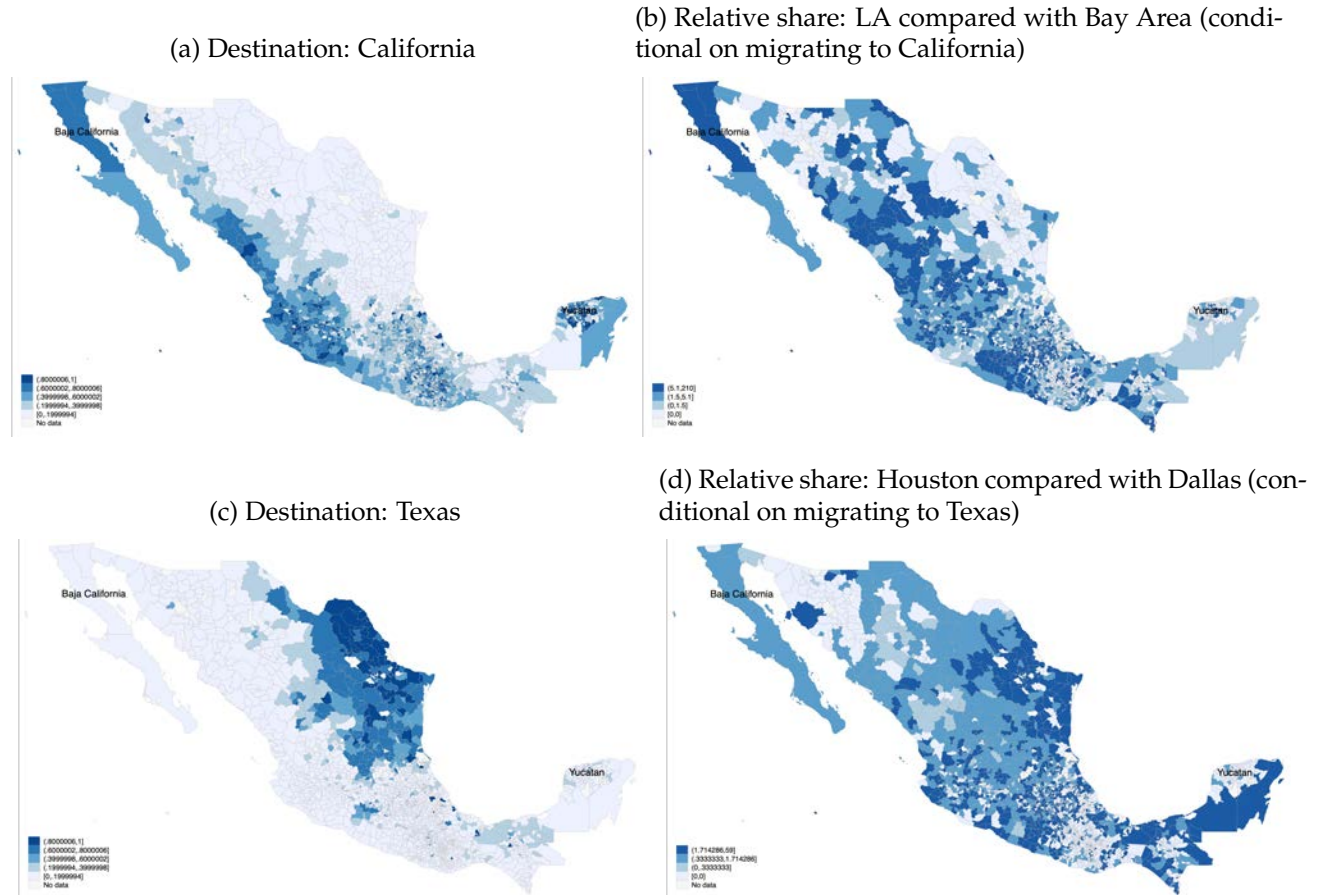 (a) Destination: California
(b) Relative share: LA compared with Bay Area (condi-
tional on migrating to California)
Baja California
Yucatan
(.8000006,1]
(.6000002,.8000006]
(.3999998,.6000002]
(.1999994,.3999998]
[0,.1999994]
No data
Baja California
Yucatan
(5.1,210]
(1.5,5.1]
(0,1.5]
[0,0]
No data
(c) Destination: Texas
(d) Relative share: Houston compared with Dallas (con-
ditional on migrating to Texas)
Baja California
Yucatan
(.8000006,1]
(.6000002,.8000006]
(.3999998,.6000002]
(.1999994,.3999998]
[0,.1999994]
No data
Baja California
Yucatan
(1.714286,59]
(.3333333,1.714286]
(0,.3333333]
[0,0]
No data